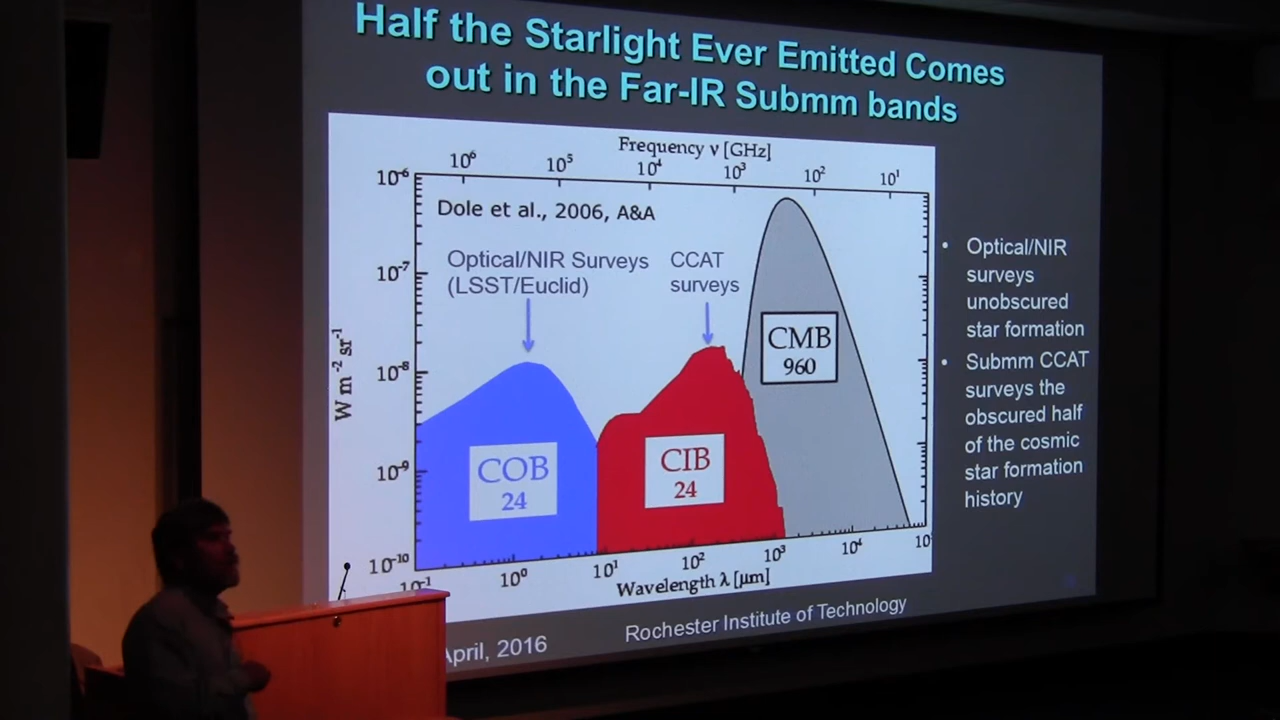 Half the Starlight Ever Emitted Comes
out in the Far-IR Submm bands
Frequency ν [GHz]
10⁶ 10⁵ 10⁴ 10³ 10² 10¹
Dole et al., 2006, A&A
Optical/NIR Surveys
(LSST/Euclid)
CCAT
surveys
W m⁻² sr⁻¹
10⁻⁶
10⁻⁷
10⁻⁸
10⁻⁹
10⁻¹⁰
COB
24
CIB
24
CMB
960
10⁻¹ 10⁰ 10¹ 10² 10³ 10⁴
Wavelength λ [μm]
• Optical/NIR
surveys
unobscured
star formation
• Submm CCAT
surveys the
obscured half
of the cosmic
star formation
history
April, 2016
Rochester Institute of Technology